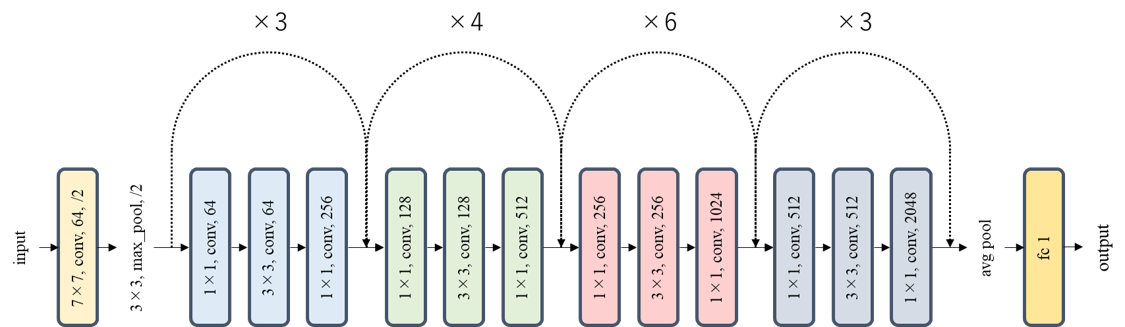 ×3
×4
×6
×3
input
7×7, conv, 64, /2
3×3, max_pool, /2
1×1, conv, 64
3×3, conv, 64
1×1, conv, 256
1×1, conv, 128
3×3, conv, 128
1×1, conv, 512
1×1, conv, 256
3×3, conv, 256
1×1, conv, 1024
1×1, conv, 512
3×3, conv, 512
1×1, conv, 2048
avg pool
fc 1
output